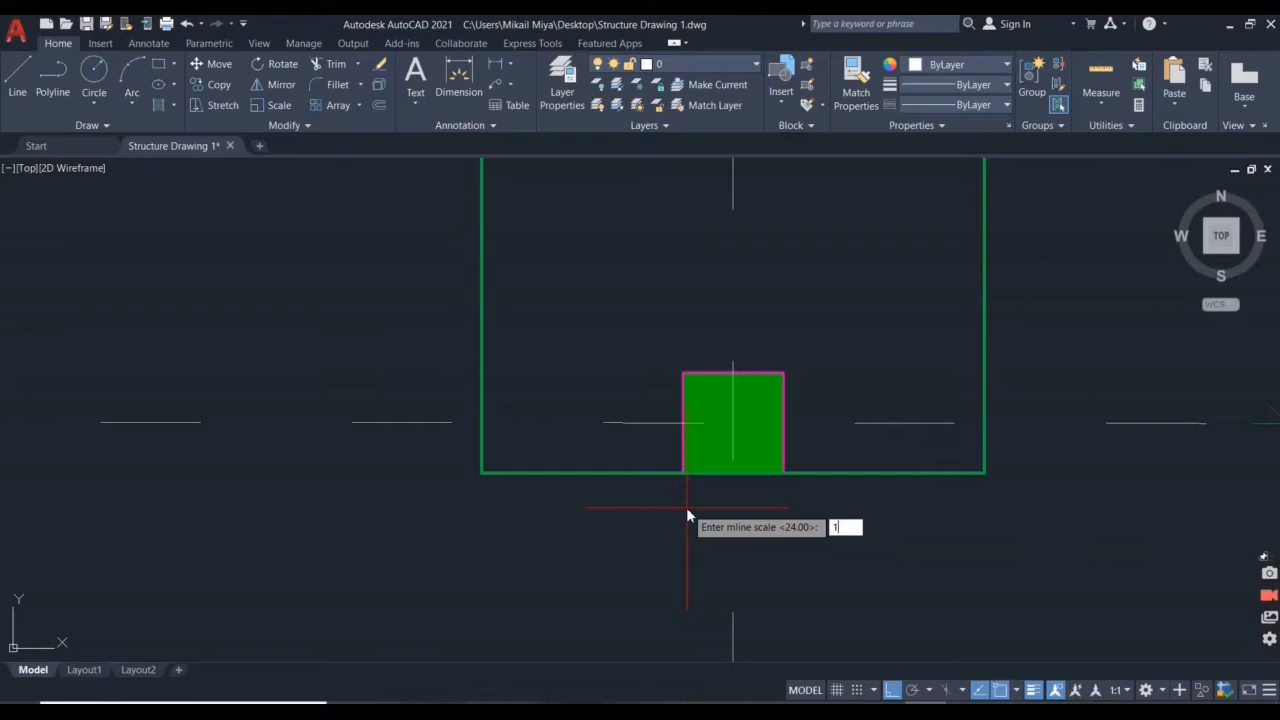 Autodesk AutoCAD 2021 C:\Users\Mikail Miya\Desktop\Structure Drawing 1.dwg Type a keyword or phrase Sign In
Home Insert Annotate Parametric View Manage Output Add-ins Collaborate Express Tools Featured Apps
Line Polyline Circle Arc
Move Rotate Trim
Copy Mirror Fillet
Stretch Scale Array
Text Dimension Table
Layer Properties
0
Make Current
Match Layer
Insert
Match Properties
ByLayer
ByLayer
ByLayer
Group
Measure
Paste
Base
Draw Modify Annotation Layers Block Properties Groups Utilities Clipboard View
Start Structure Drawing 1*
[−][Top][2D Wireframe]
N
W TOP E
S
WCS
Enter mline scale <24.00>: 1
Y
X
Model Layout1 Layout2
MODEL 1:1